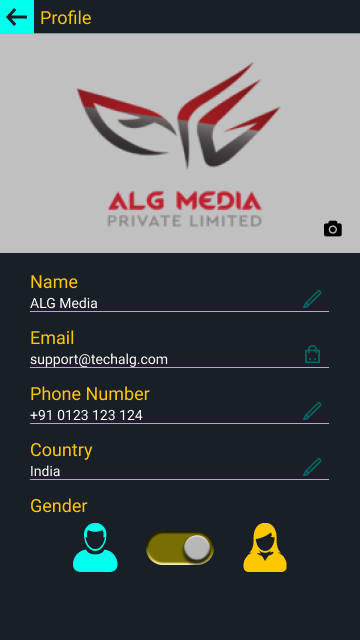 Profile
ALG MEDIA
PRIVATE LIMITED
Name
ALG Media
Email
support@techalg.com
Phone Number
+91 0123 123 124
Country
India
Gender